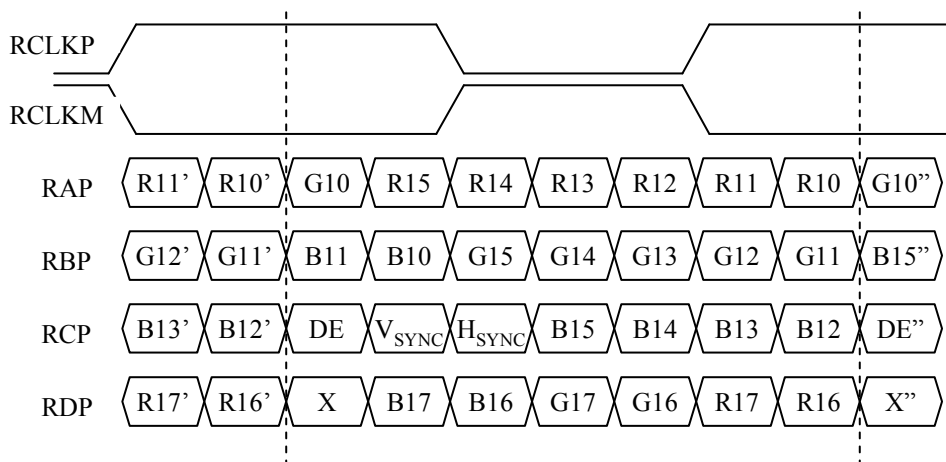 RCLKP
RCLKM
RAP R11’ R10’ G10 R15 R14 R13 R12 R11 R10 G10”
RBP G12’ G11’ B11 B10 G15 G14 G13 G12 G11 B15”
RCP B13’ B12’ DE VSYNC HSYNC B15 B14 B13 B12 DE”
RDP R17’ R16’ X B17 B16 G17 G16 R17 R16 X”